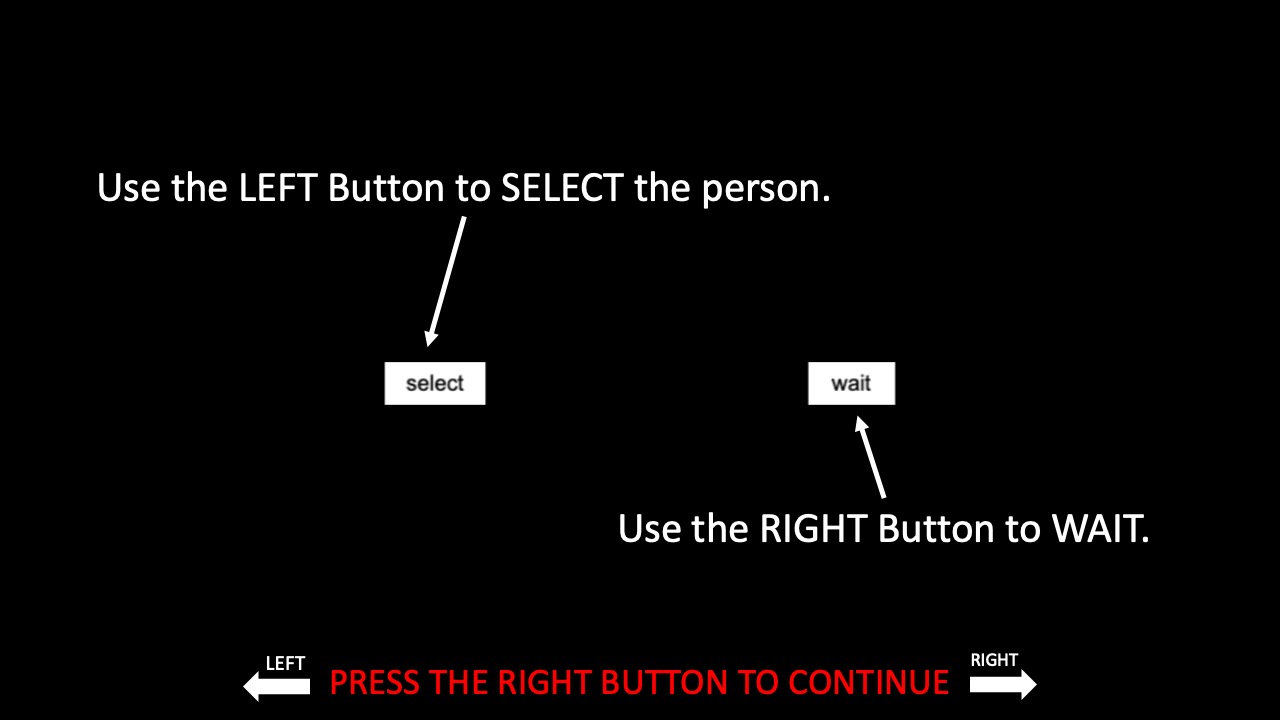 Use the LEFT Button to SELECT the person.
select
wait
Use the RIGHT Button to WAIT.
LEFT
PRESS THE RIGHT BUTTON TO CONTINUE
RIGHT